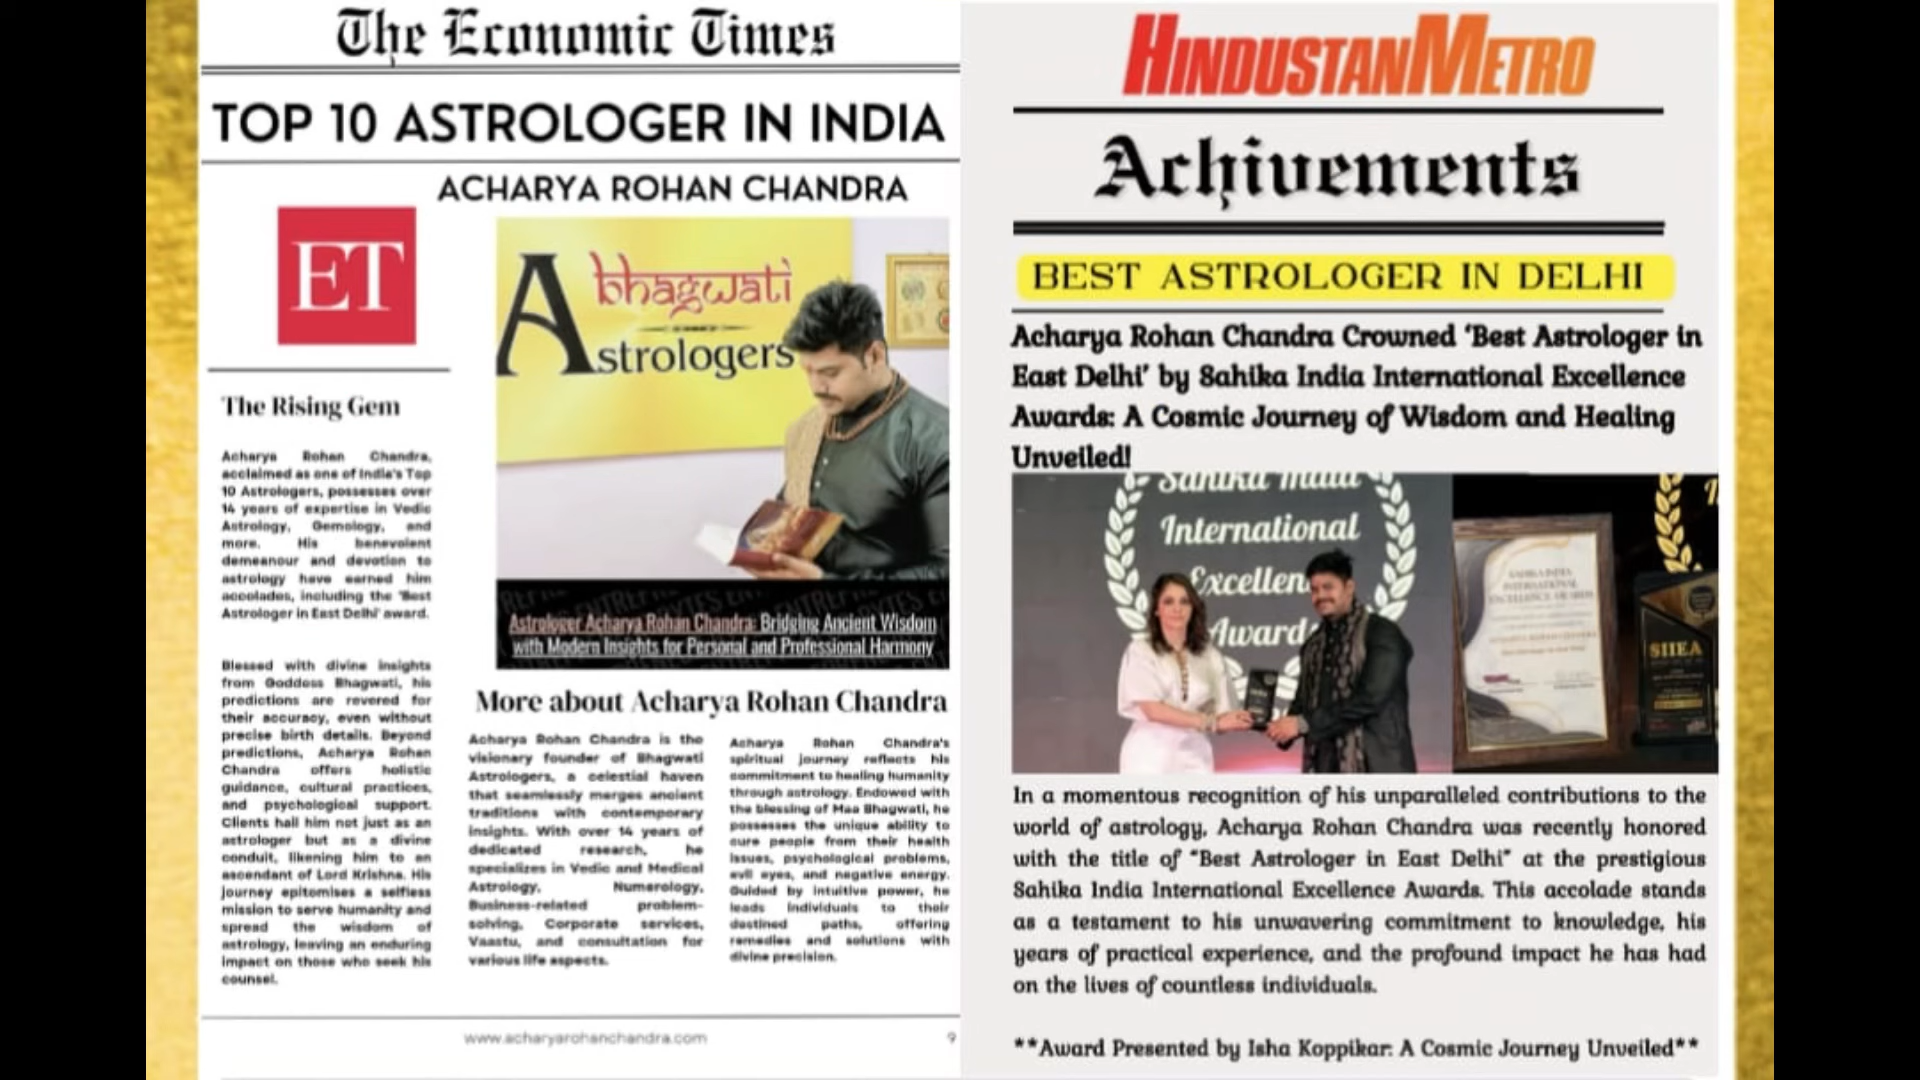 The Economic Times
TOP 10 ASTROLOGER IN INDIA
ACHARYA ROHAN CHANDRA
ET
The Rising Gem
Acharya Rohan Chandra,
acclaimed as one of India's Top
10 Astrologers, possesses over
14 years of expertise in Vedic
Astrology, Gemology, and
more. His benevolent
demeanour and devotion to
astrology have earned him
accolades, including the 'Best
Astrologer in East Delhi' award.
Blessed with divine insights
from Goddess Bhagwati, his
predictions are revered for
their accuracy, even without
precise birth details. Beyond
predictions, Acharya Rohan
Chandra offers holistic
guidance, cultural practices,
and psychological support.
Clients hail him not just as an
astrologer but as a divine
conduit, likening him to an
ascendant of Lord Krishna. His
journey epitomises a selfless
mission to serve humanity and
spread the wisdom of
astrology, leaving an enduring
impact on those who seek his
counsel.
bhagwati
Astrologers
Astrologer Acharya Rohan Chandra: Bridging Ancient Wisdom
with Modern Insights for Personal and Professional Harmony
More about Acharya Rohan Chandra
Acharya Rohan Chandra is the
visionary founder of Bhagwati
Astrologers, a celestial haven
that seamlessly merges ancient
traditions with contemporary
insights. With over 14 years of
dedicated research, he
specializes in Vedic and Medical
Astrology, Numerology,
Business-related problem-
solving, Corporate services,
Vaastu, and consultation for
various life aspects.
Acharya Rohan Chandra's
spiritual journey reflects his
commitment to healing humanity
through astrology. Endowed with
the blessing of Maa Bhagwati, he
possesses the unique ability to
cure people from their health
issues, psychological problems,
evil eyes, and negative energy.
Guided by intuitive power, he
leads individuals to their
destined paths, offering
remedies and solutions with
divine precision.
www.acharyarohanchandra.com
9
HINDUSTANMETRO
Achivements
BEST ASTROLOGER IN DELHI
Acharya Rohan Chandra Crowned 'Best Astrologer in
East Delhi' by Sahika India International Excellence
Awards: A Cosmic Journey of Wisdom and Healing
Unveiled!
Sahika India
International
Excellen
Award
SAHIKA INDIA
INTERNATIONAL
EXCELLENCE AWARDS
SIIEA
In a momentous recognition of his unparalleled contributions to the
world of astrology, Acharya Rohan Chandra was recently honored
with the title of "Best Astrologer in East Delhi" at the prestigious
Sahika India International Excellence Awards. This accolade stands
as a testament to his unwavering commitment to knowledge, his
years of practical experience, and the profound impact he has had
on the lives of countless individuals.
**Award Presented by Isha Koppikar: A Cosmic Journey Unveiled**